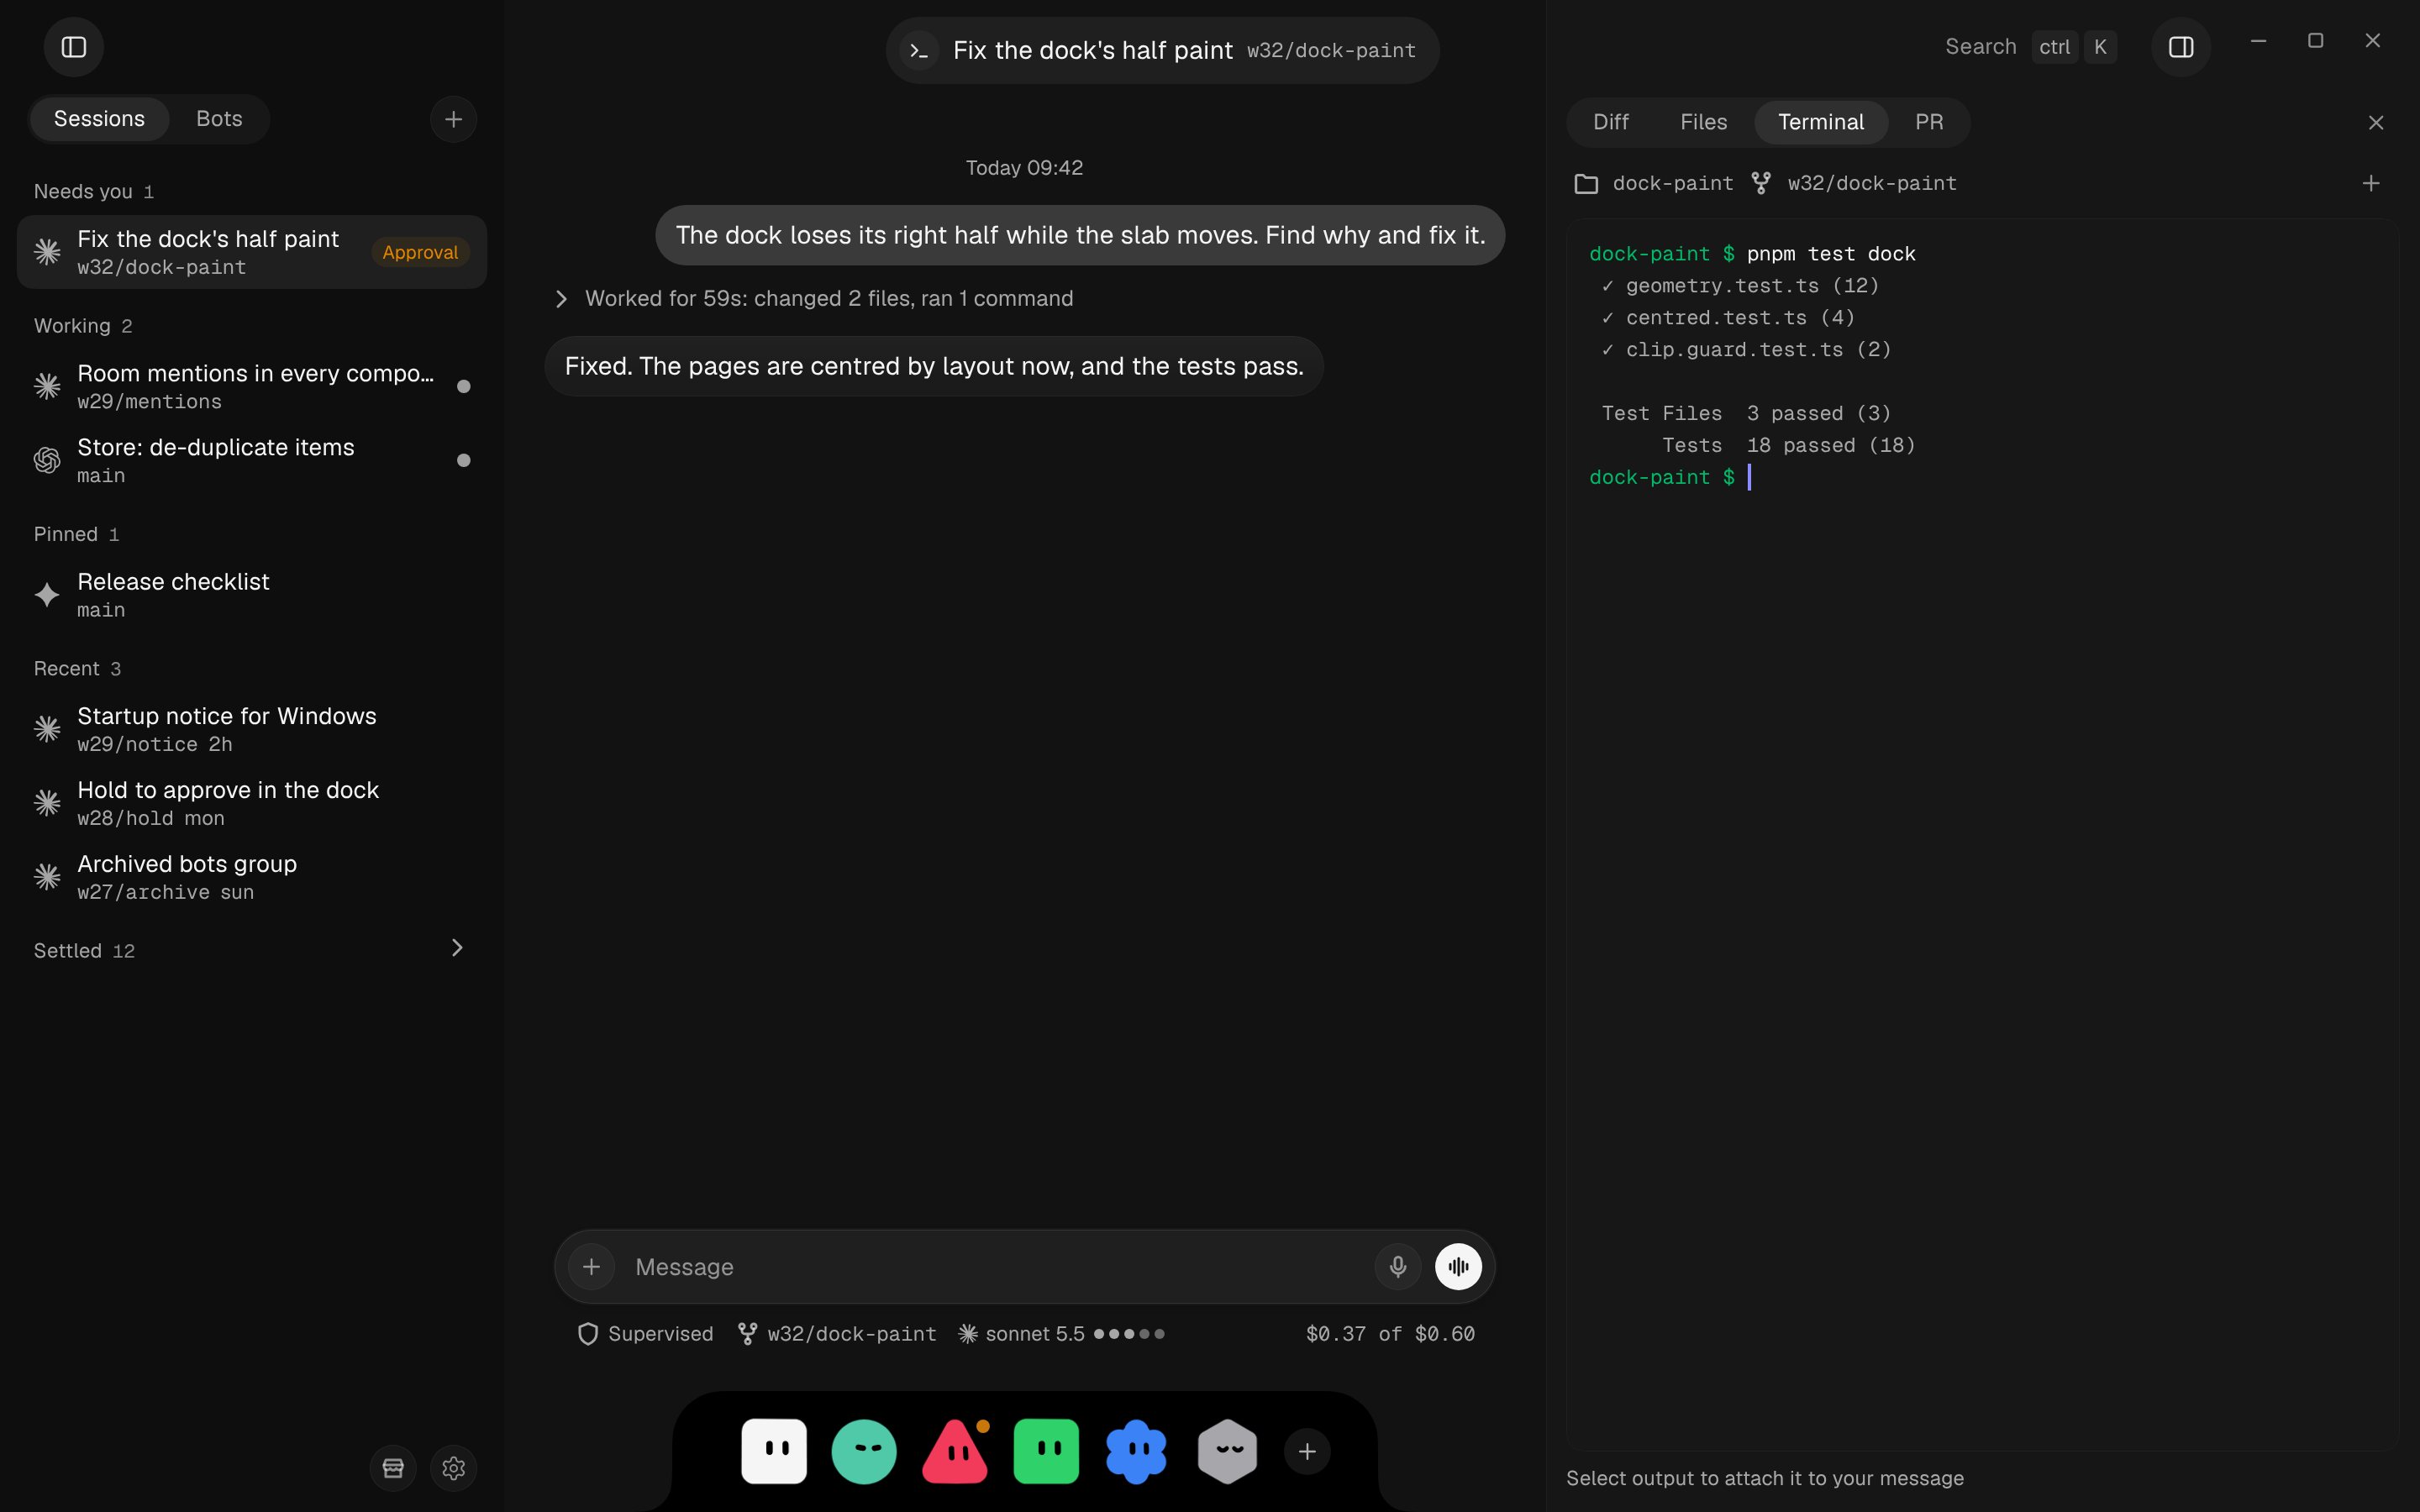 Fix the dock's half paint w32/dock-paint
Search ctrl K
Sessions Bots
Needes you 1
Fix the dock's half paint
w32/dock-paint
Approval
Working 2
Room mentions in every compo…
w29/mentions
Store: de-duplicate items
main
Pinned 1
Release checklist
main
Recent 3
Startup notice for Windows
w29/notice 2h
Hold to approve in the dock
w28/hold mon
Archived bots group
w27/archive sun
Settled 12
Today 09:42
The dock loses its right half while the slab moves. Find why and fix it.
Worked for 59s: changed 2 files, ran 1 command
Fixed. The pages are centred by layout now, and the tests pass.
Message
Supervised w32/dock-paint sonnet 5.5 $0.37 of $0.60
Diff Files Terminal PR
dock-paint w32/dock-paint
dock-paint $ pnpm test dock
✓ geometry.test.ts (12)
✓ centred.test.ts (4)
✓ clip.guard.test.ts (2)
Test Files 3 passed (3)
Tests 18 passed (18)
dock-paint $
Select output to attach it to your message